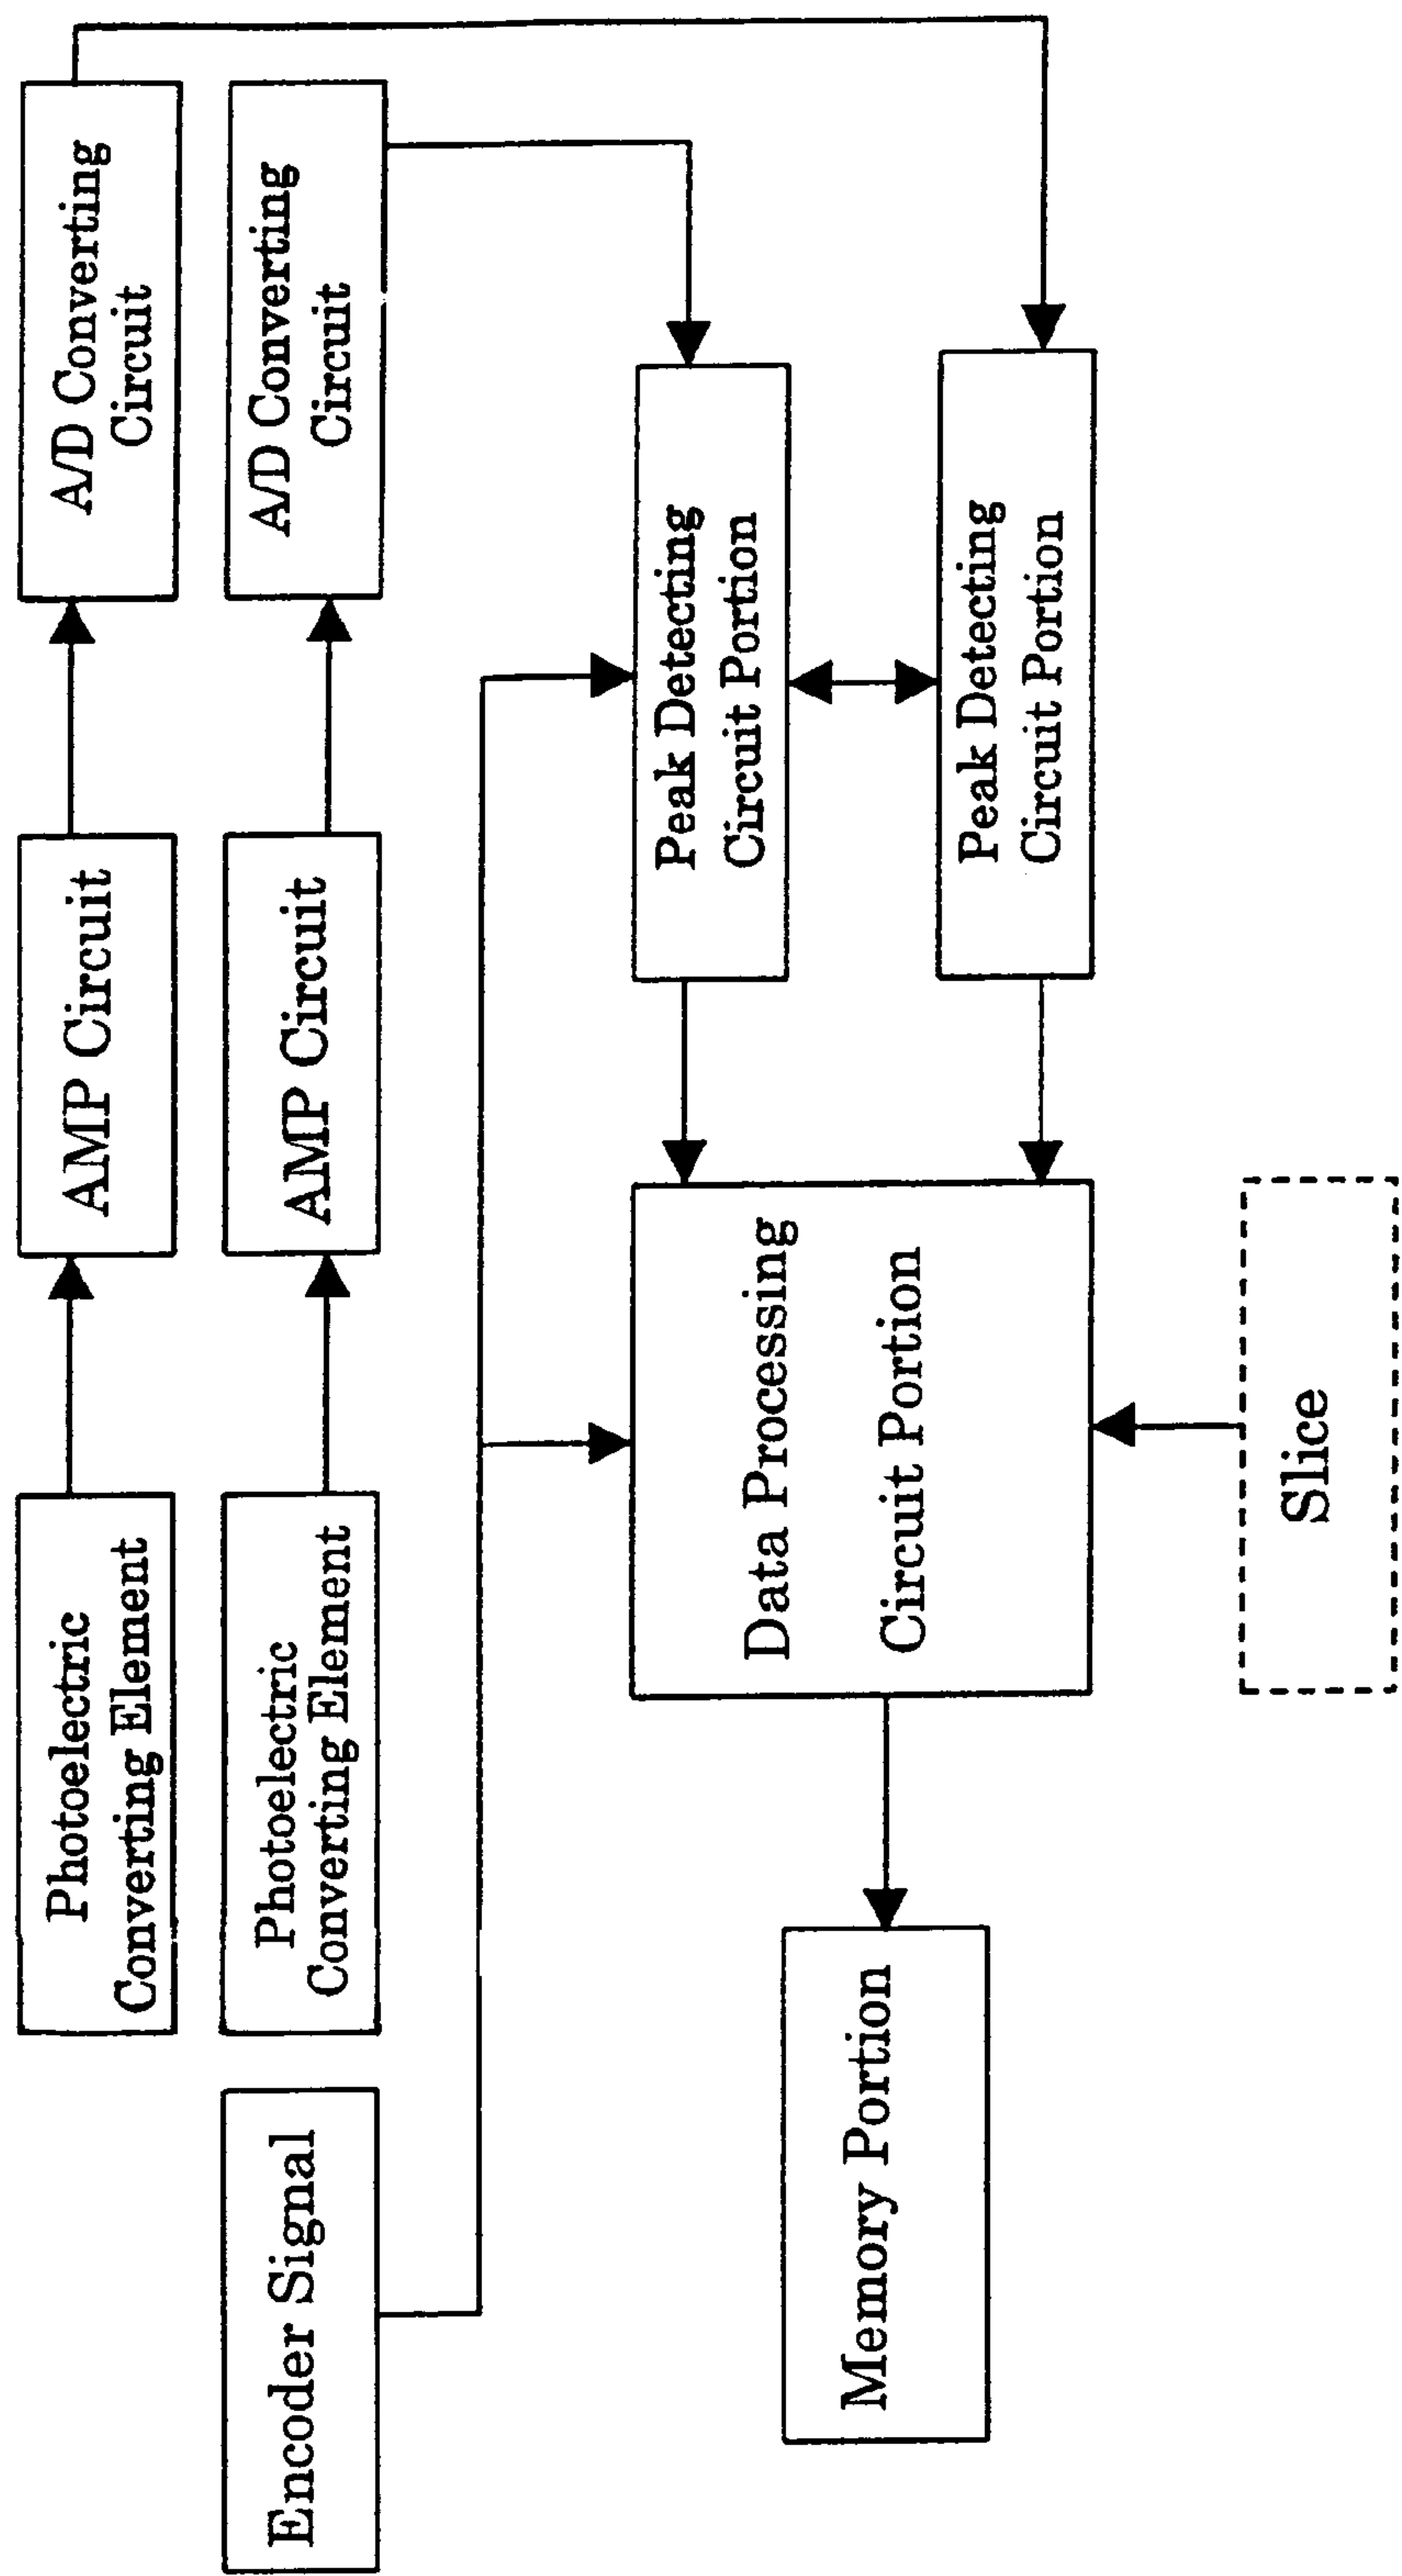 Photoelectric
Converting Element
AMP Circuit
A/D Converting
Circuit
Photoelectric
Converting Element
AMP Circuit
A/D Converting
Circuit
Encoder Signal
Peak Detecting
Circuit Portion
Memory Portion
Data Processing
Circuit Portion
Peak Detecting
Circuit Portion
Slice